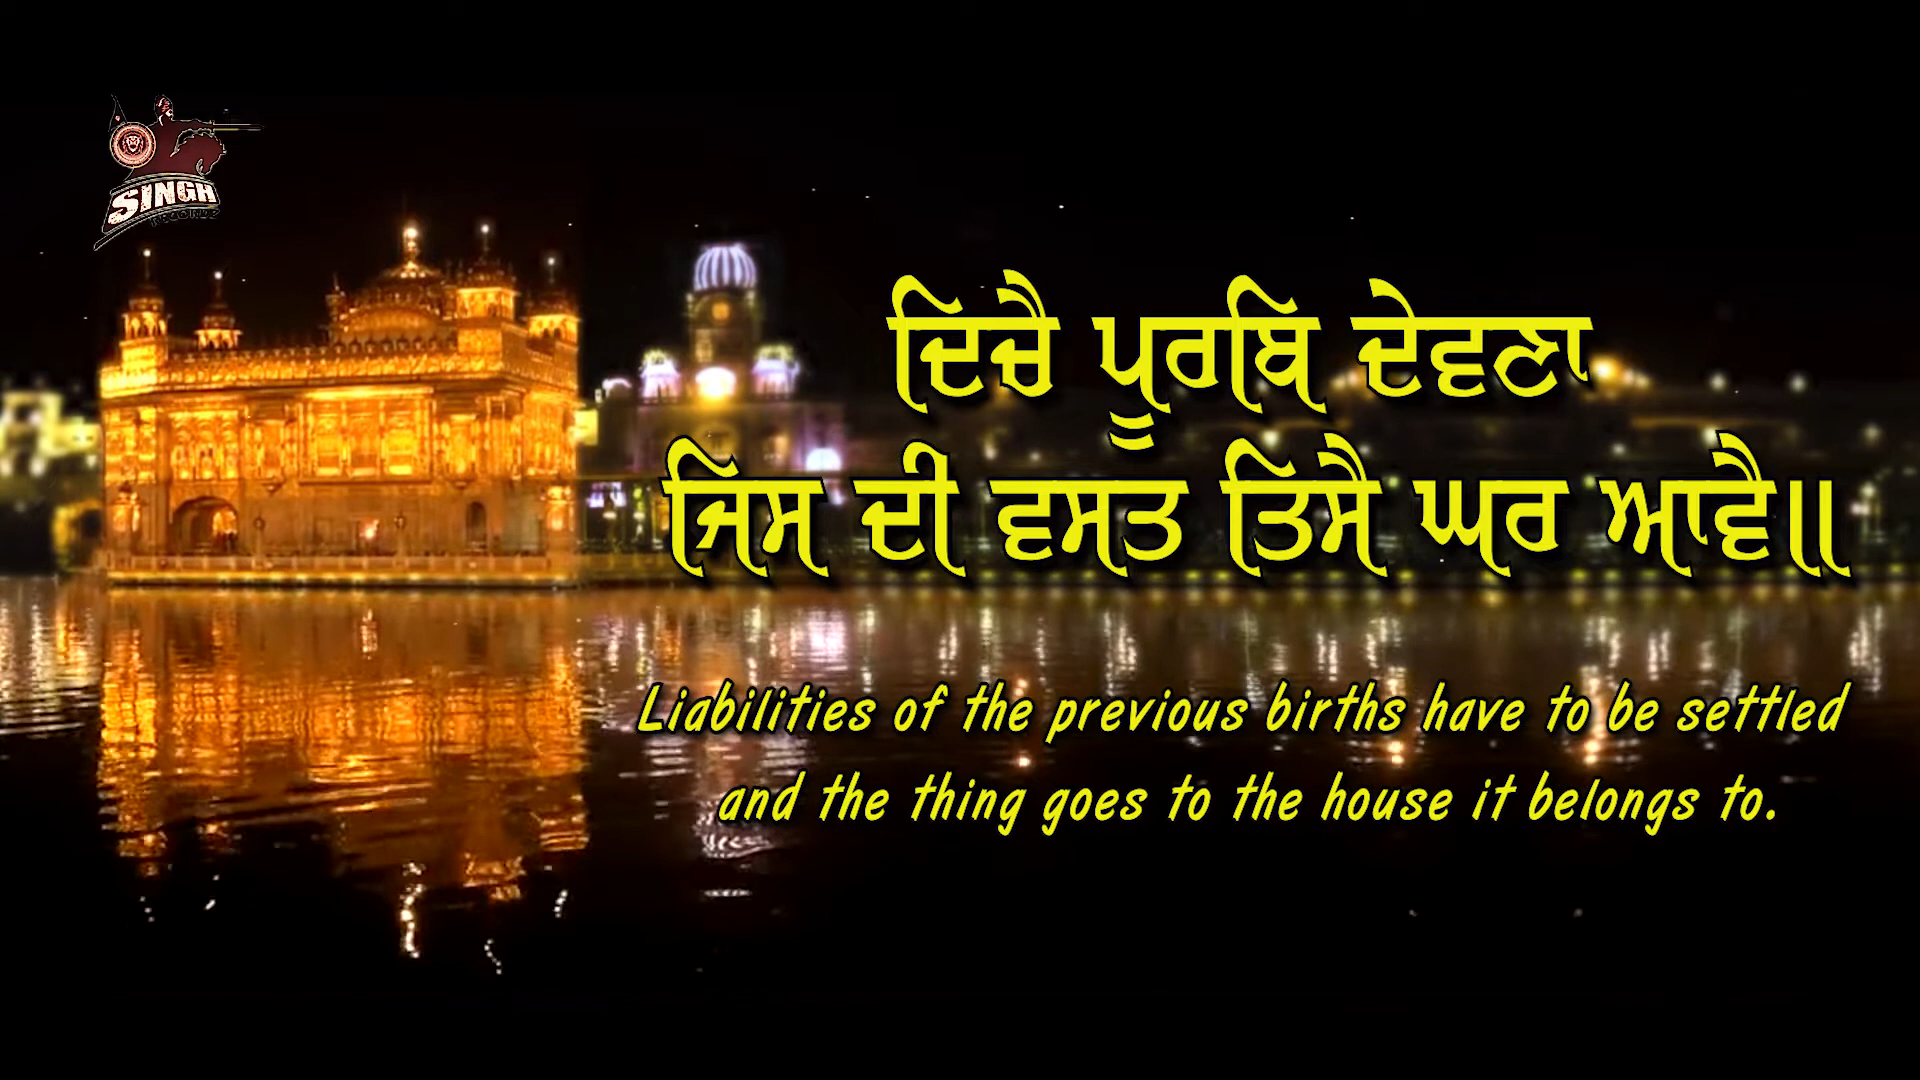 SINGH
ਦਿਚੈ ਪੂਰਬਿ ਦੇਵਣਾ
ਜਿਸ ਦੀ ਵਸਤ ਤਿਸੈ ਘਰ ਆਵੈ॥
Liabilities of the previous births have to be settled
and the thing goes to the house it belongs to.